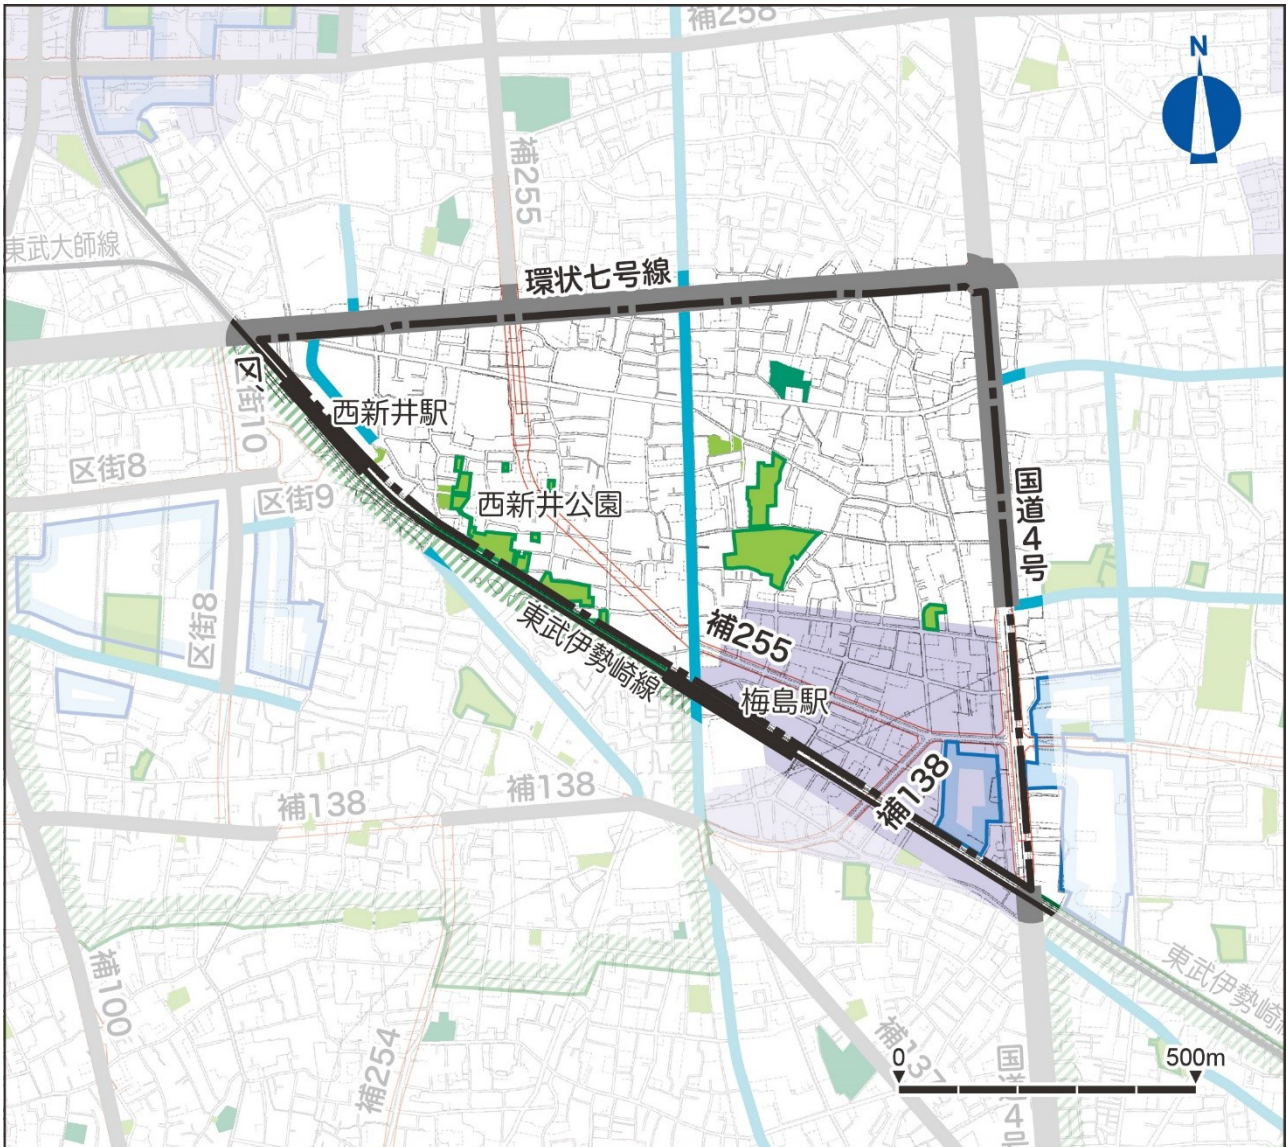 補258
N
補255
東武大師線
環状七号線
区街10
西新井駅
区街8
区街9
西新井公園
国道4号
区街8
東武伊勢崎線
補255
梅島駅
補138
補138
補138
補100
補254
東武伊勢崎
補137
国道4号
0
500m